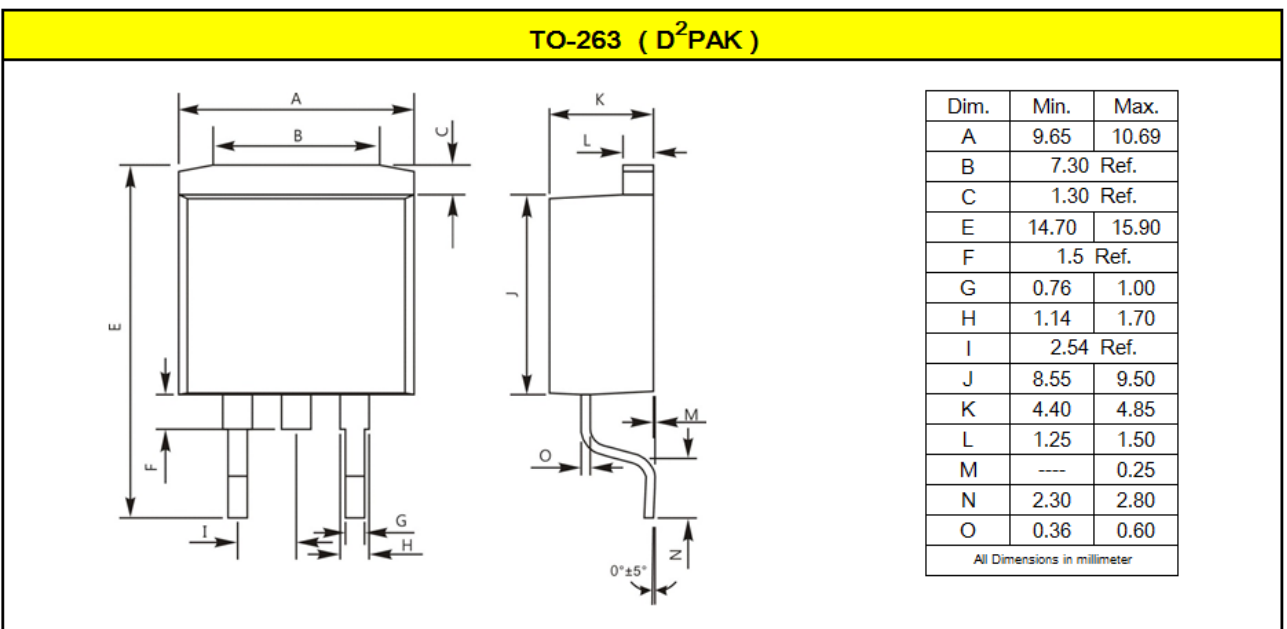 TO-263 ( D²PAK )
A
B
C
E
F
I
G
H
K
L
J
M
O
N
0°±5°
Dim. Min. Max.
A 9.65 10.69
B 7.30 Ref.
C 1.30 Ref.
E 14.70 15.90
F 1.5 Ref.
G 0.76 1.00
H 1.14 1.70
I 2.54 Ref.
J 8.55 9.50
K 4.40 4.85
L 1.25 1.50
M ---- 0.25
N 2.30 2.80
O 0.36 0.60
All Dimensions in millimeter